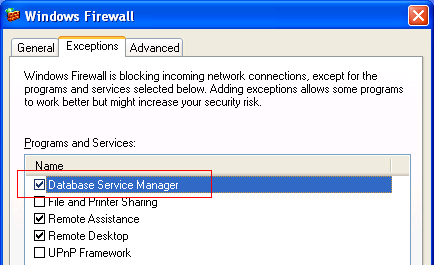 Windows Firewall
General Exceptions Advanced
Windows Firewall is blocking incoming network connections, except for the
programs and services selected below. Adding exceptions allows some programs
to work better but might increase your security risk.
Programs and Services:
Name
Database Service Manager
File and Printer Sharing
Remote Assistance
Remote Desktop
UPnP Framework